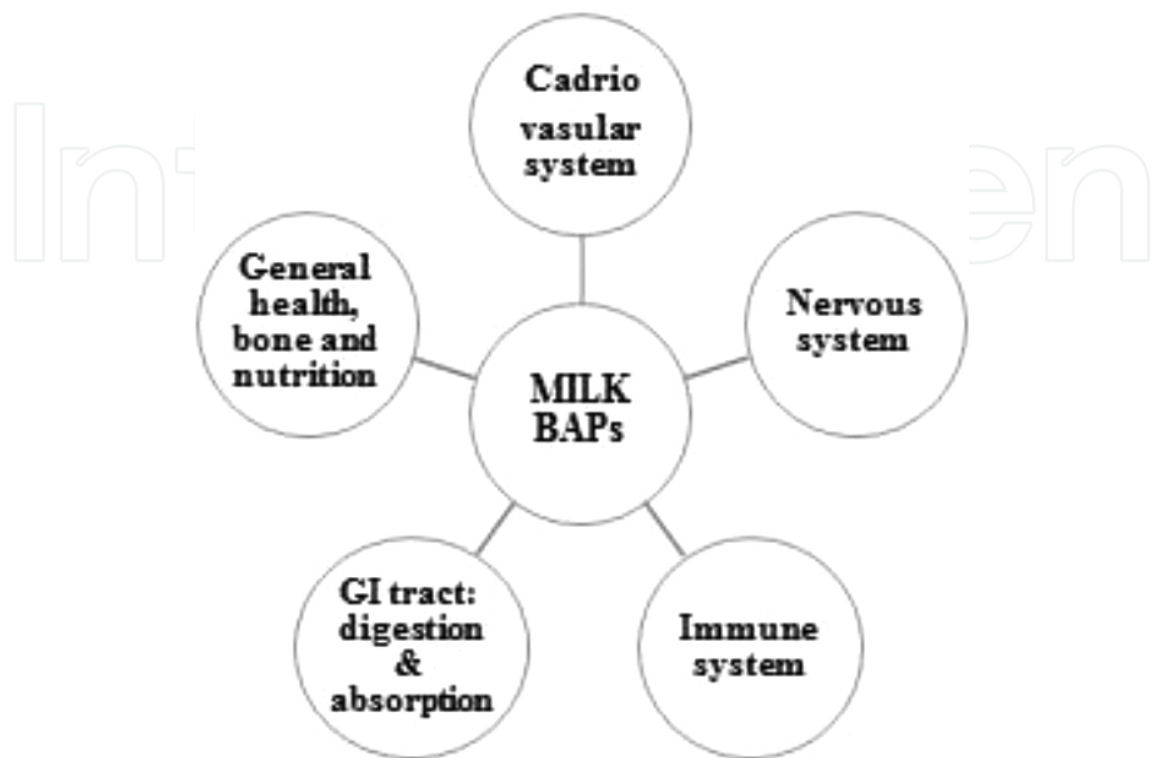 Cadrio
vasular
system
General
health,
bone and
nutrition
Nervous
system
MILK
BAPs
GI tract:
digestion
&
absorption
Immune
system